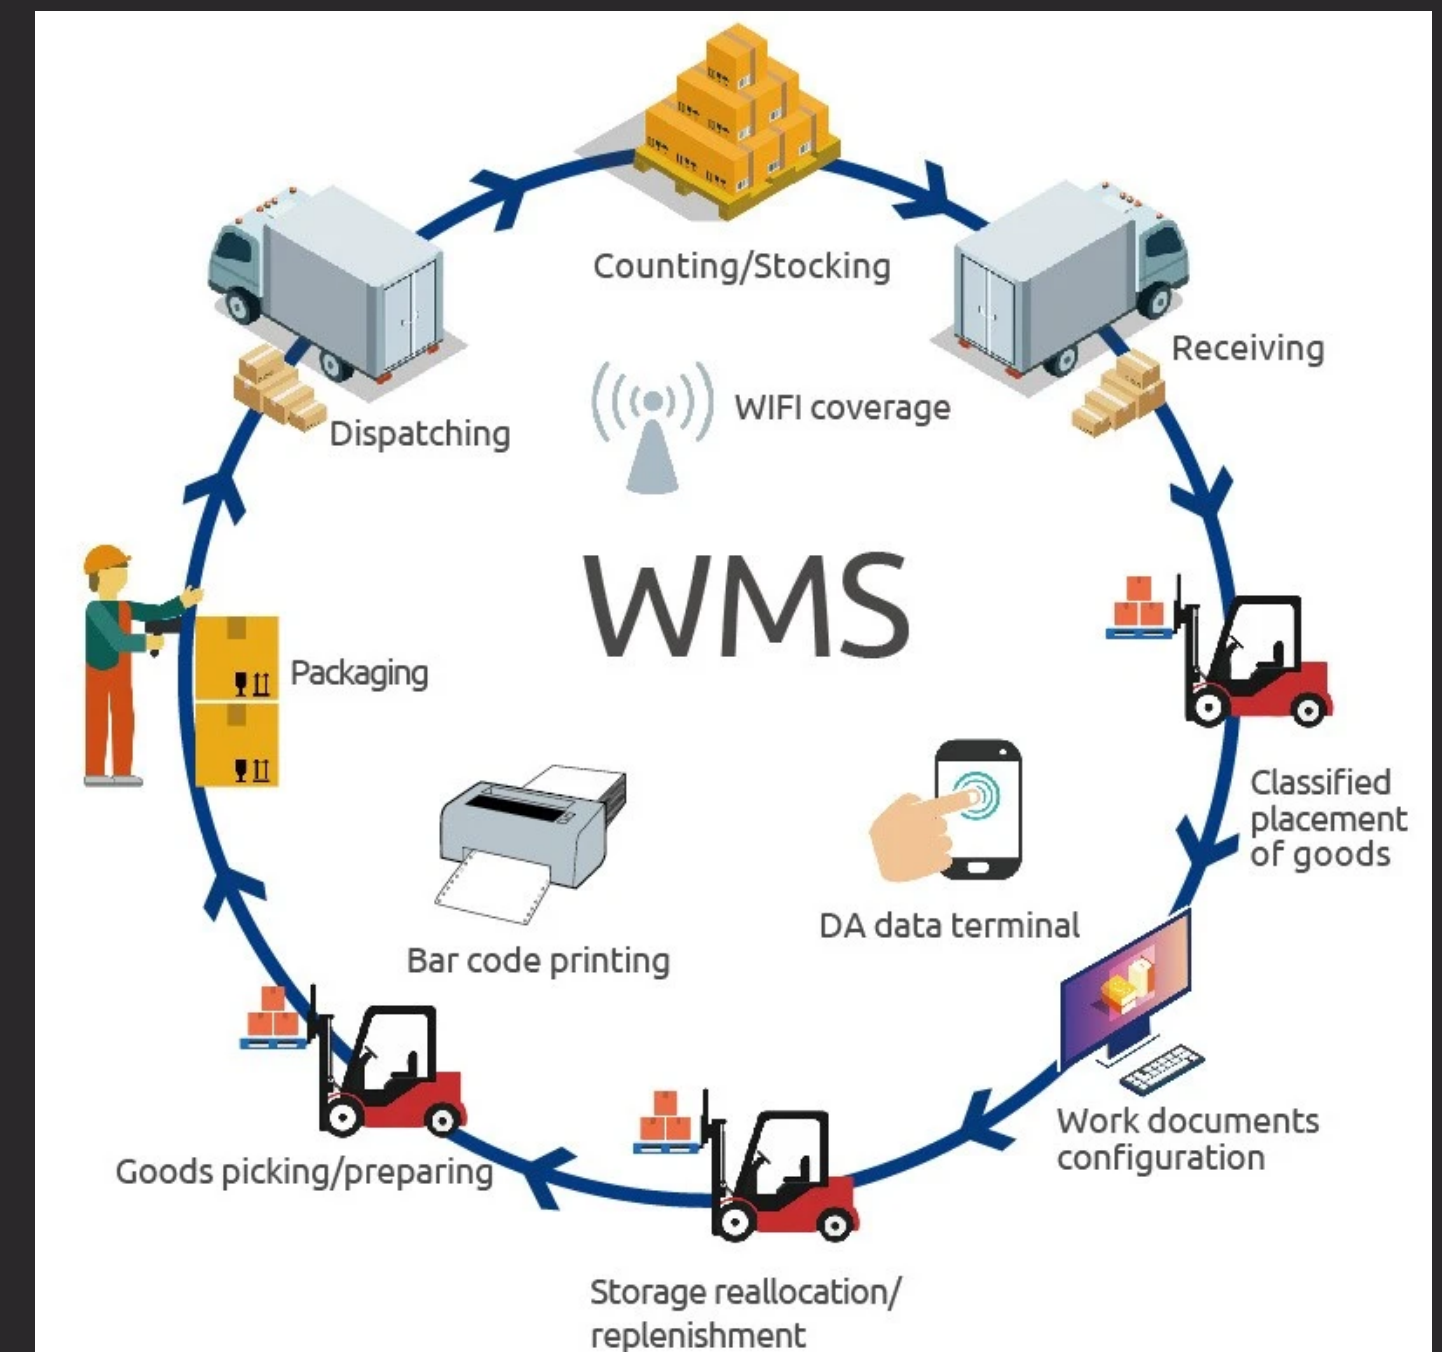 Counting/Stocking
Receiving
WIFI coverage
Dispatching
WMS
Packaging
Classified
placement
of goods
DA data terminal
Bar code printing
Work documents
configuration
Goods picking/preparing
Storage reallocation/
replenishment